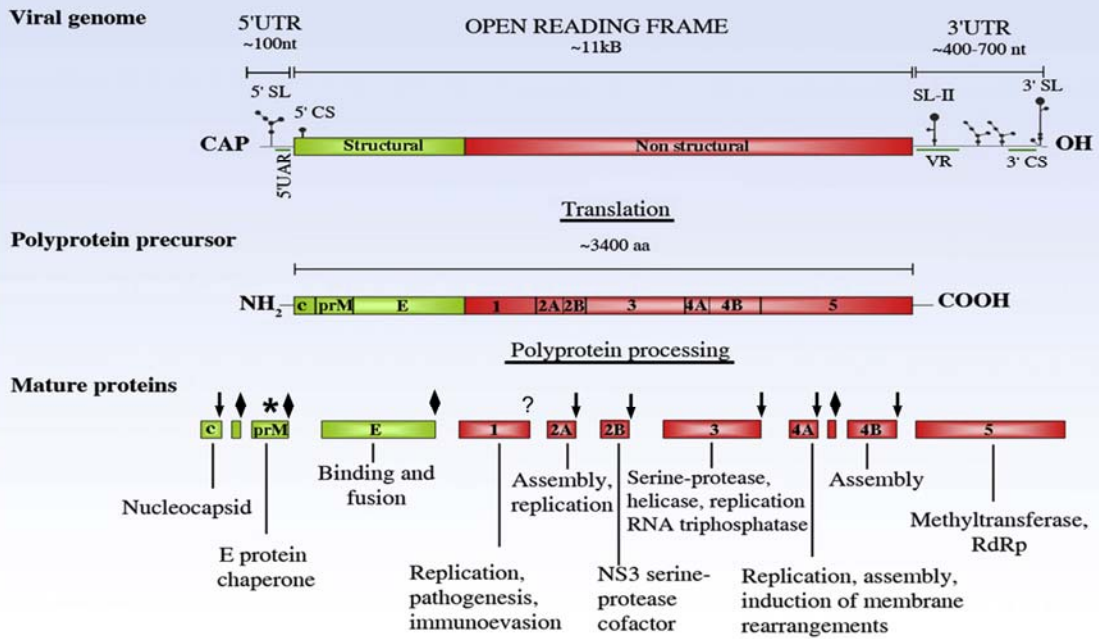 Viral genome
5'UTR
~100nt
OPEN READING FRAME
~11kB
3'UTR
~400-700 nt
5' SL
5' CS
SL-II
3' SL
CAP
Structural
Non structural
OH
5'UAR
VR
3' CS
Translation
Polyprotein precursor
~3400 aa
NH2
c prM E 1 2A 2B 3 4A 4B 5
COOH
Polyprotein processing
Mature proteins
* ?
c prM E 1 2A 2B 3 4A 4B 5
Nucleocapsid
E protein
chaperone
Binding and
fusion
Replication,
pathogenesis,
immunoevasion
Assembly,
replication
NS3 serine-
protease
cofactor
Serine-protease,
helicase, replication
RNA triphosphatase
Replication, assembly,
induction of membrane
rearrangements
Assembly
Methyltransferase,
RdRp